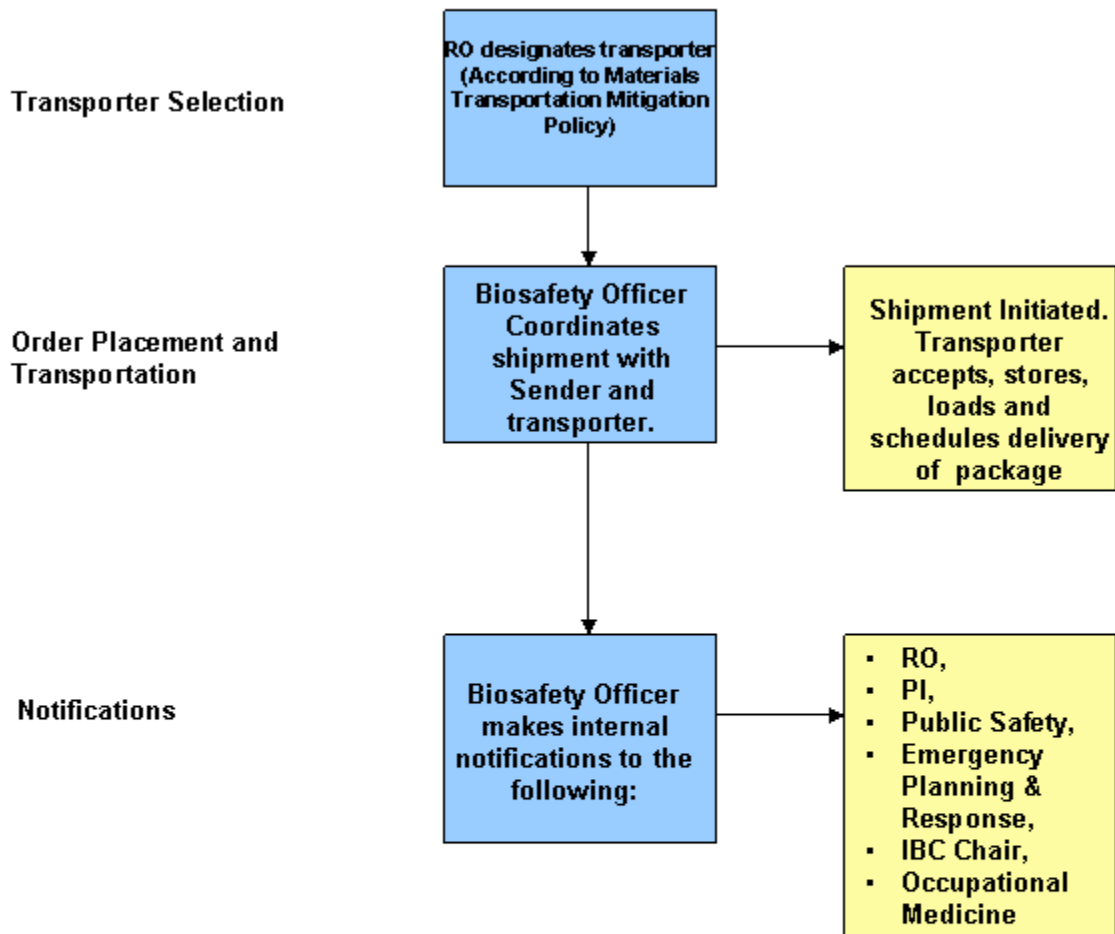 Transporter Selection
RO designates transporter
(According to Materials
Transportation Mitigation
Policy)
Order Placement and
Transportation
Biosafety Officer
Coordinates
shipment with
Sender and
transporter.
Shipment Initiated.
Transporter
accepts, stores,
loads and
schedules delivery
of package
Notifications
Biosafety Officer
makes internal
notifications to the
following:
▪ RO,
▪ PI,
▪ Public Safety,
▪ Emergency
Planning &
Response,
▪ IBC Chair,
▪ Occupational
Medicine